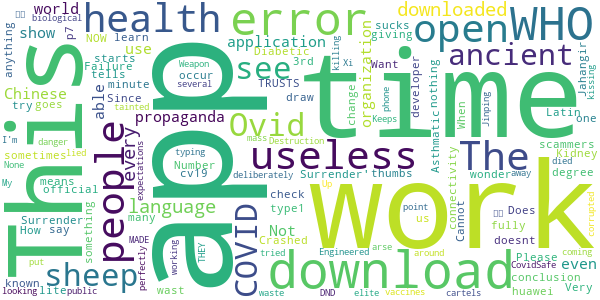 This
app
time
work
error
open
WHO
health
world
biological
p7
show
anything
NOW
learn
use
Failure
tells
starts
minute
occur
application
Diabetic
3rd
TRUSTS
draw
see
downloaded
sucks
giving
Weapon
several
organization
killing
Xi
Want
change
developer
phone
Keeps
ancient
Jinping
Jahangir
kissing
When
Latin
one
nothing
Asthmatic
Chinese
try
goes
able
Since
tainted
propaganda
Number
cv19
typing
Ovid
mass
Destruction
every
people
sometimes
lied
danger
I'm
None
My
means
official
Surrender
How
say
many
language
something
expectations
MADE
perfectly
working
THEY
type1
deliberately
Not
Crashed
useless
check
Surrender'
Up
thumbs
tried
Engineered
The
connectivity
Cannot
wonder
us
point
away
died
scammers
Kidney
degree
Does
fully
doesnt
Please
conclusion
Very
corrupted
coming
CovidSafe
even
huawei
around
sheep
put
known
lite
looking
public
wast
covid
download
arse
waste
DND
elite
vaccines
cartels